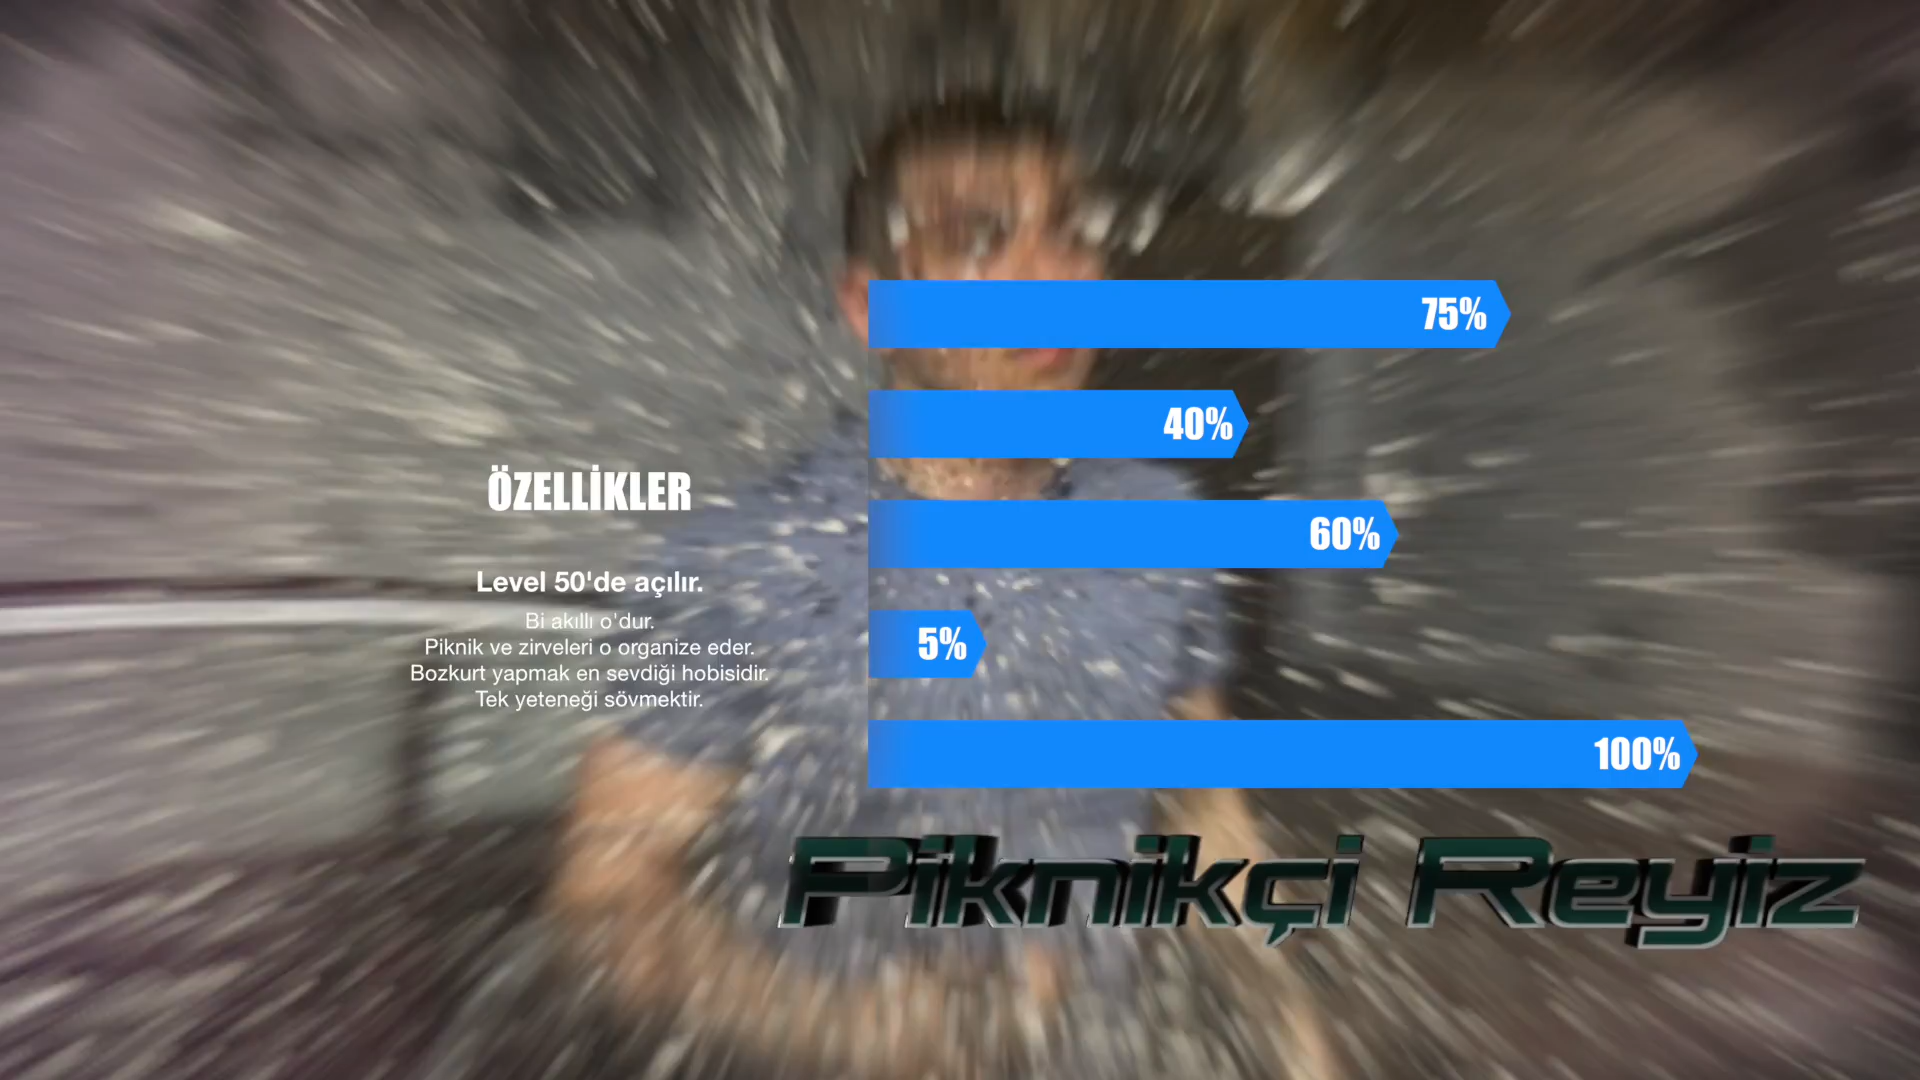 ÖZELLİKLER
Level 50'de açılır.
Bi akıllı o'dur.
Piknik ve zirveleri o organize eder.
Bozkurt yapmak en sevdiği hobisidir.
Tek yeteneği sövmektir.
75%
40%
60%
5%
100%
Piknikçi Reyiz